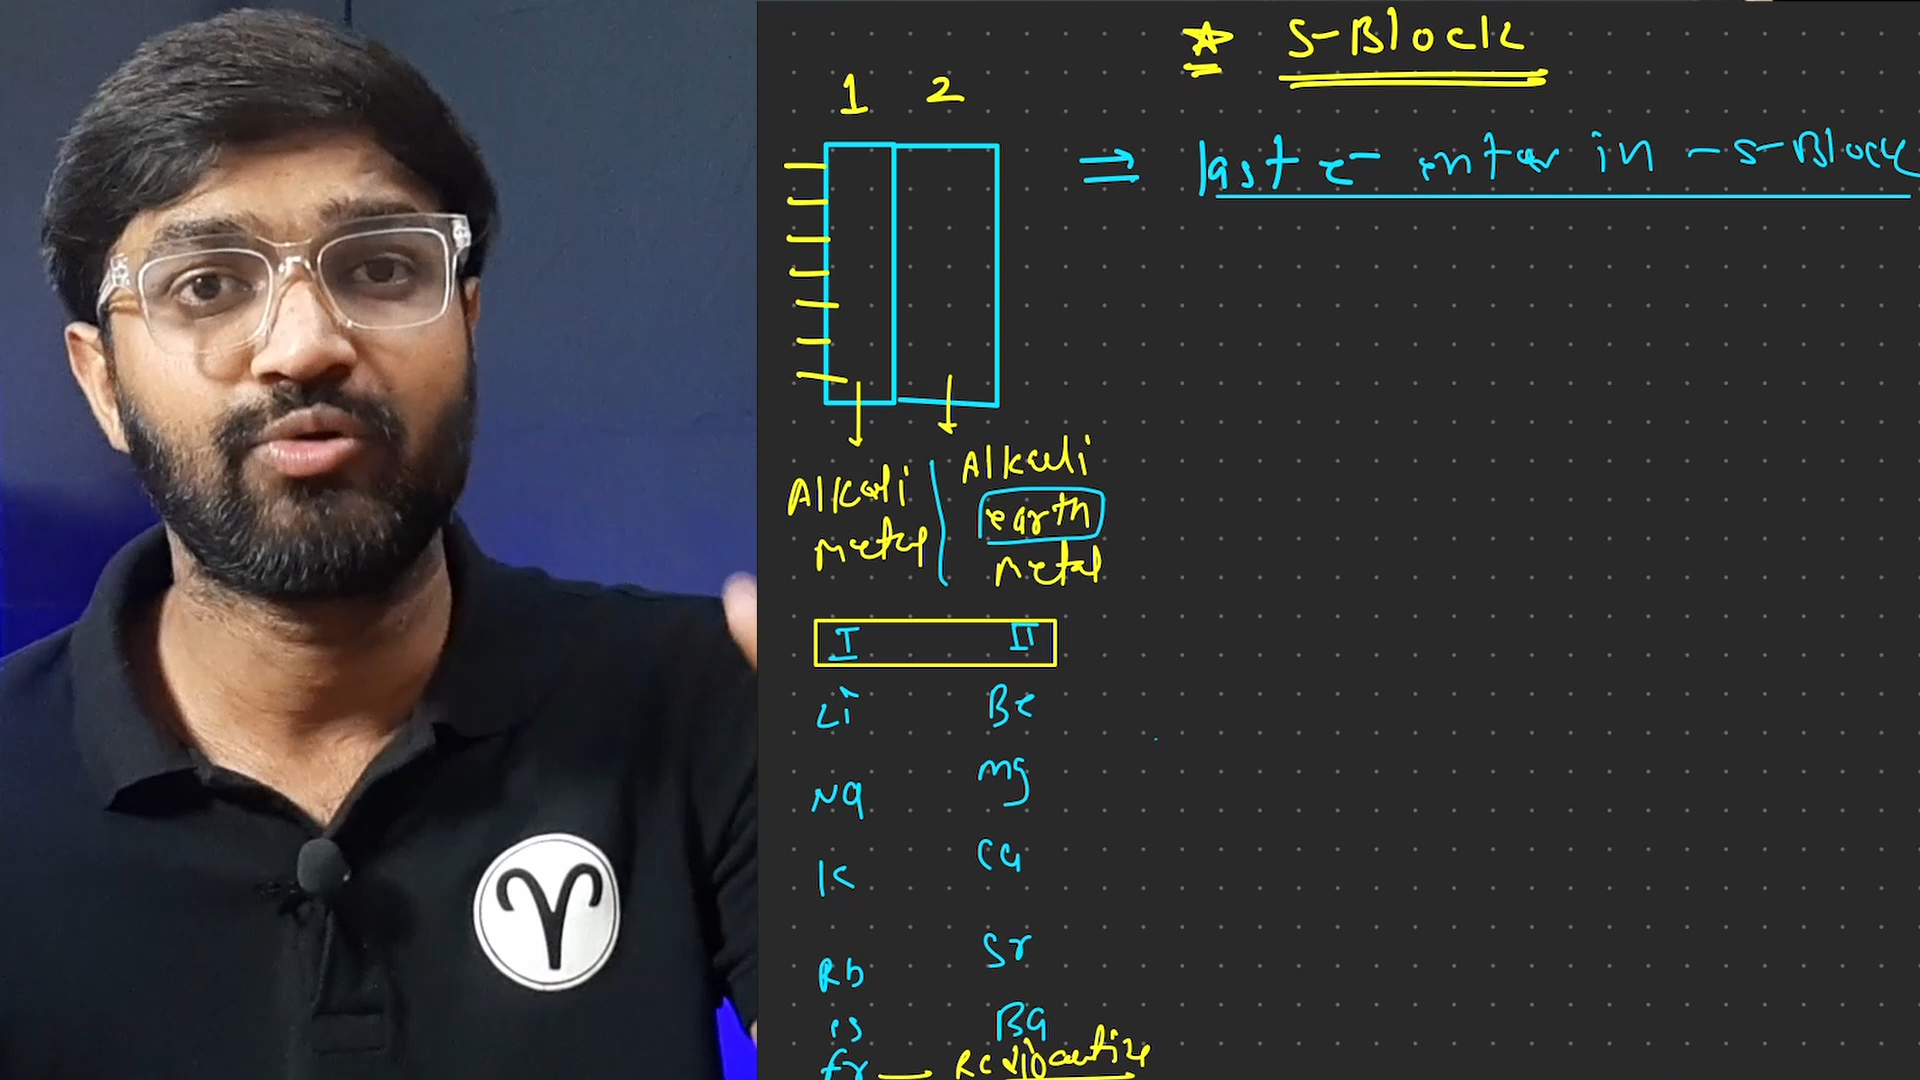 S-Block
1 2
⇒ last e⁻ enter in - s-Block
Alkali Metal
Alkali earth Metal
I II
Li Be
Na Mg
K Ca
Rb Sr
Cs Ba
fr — Radioactive